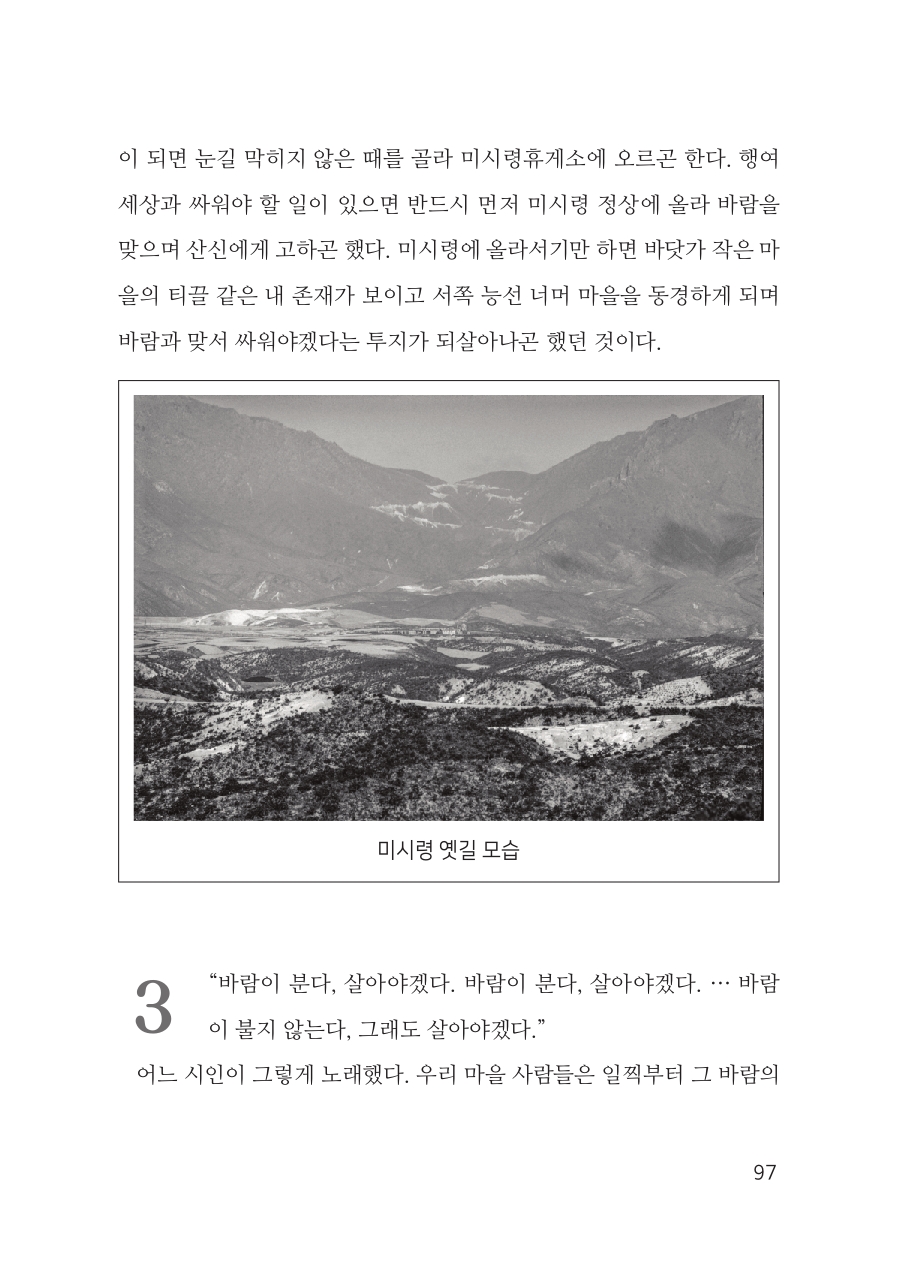 이 되면 눈길 막히지 않은 때를 골라 미시령휴게소에 오르곤 한다. 행여
세상과 싸워야 할 일이 있으면 반드시 먼저 미시령 정상에 올라 바람을
맞으며 산신에게 고하곤 했다. 미시령에 올라서기만 하면 바닷가 작은 마
을의 티끌 같은 내 존재가 보이고 서쪽 능선 너머 마을을 동경하게 되며
바람과 맞서 싸워야겠다는 투지가 되살아나곤 했던 것이다.
미시령 옛길 모습
3
“바람이 분다, 살아야겠다. 바람이 분다, 살아야겠다. … 바람
이 불지 않는다, 그래도 살아야겠다.”
어느 시인이 그렇게 노래했다. 우리 마을 사람들은 일찍부터 그 바람의
97